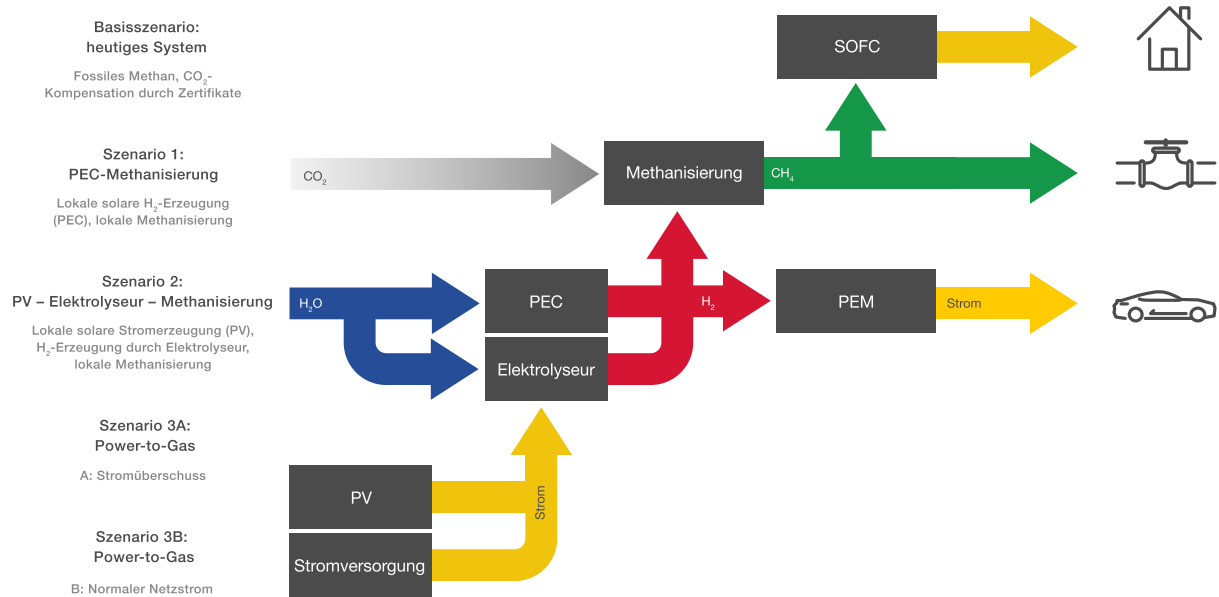 Basisszenario:
heutiges System
Fossiles Methan, CO₂-
Kompensation durch Zertifikate
Szenario 1:
PEC-Methanisierung
Lokale solare H₂-Erzeugung
(PEC), lokale Methanisierung
Szenario 2:
PV – Elektrolyseur – Methanisierung
Lokale solare Stromerzeugung (PV),
H₂-Erzeugung durch Elektrolyseur,
lokale Methanisierung
Szenario 3A:
Power-to-Gas
A: Stromüberschuss
Szenario 3B:
Power-to-Gas
B: Normaler Netzstrom
SOFC
CO₂
Methanisierung
CH₄
H₂O
PEC
H₂
PEM
Strom
Elektrolyseur
PV
Strom
Stromversorgung